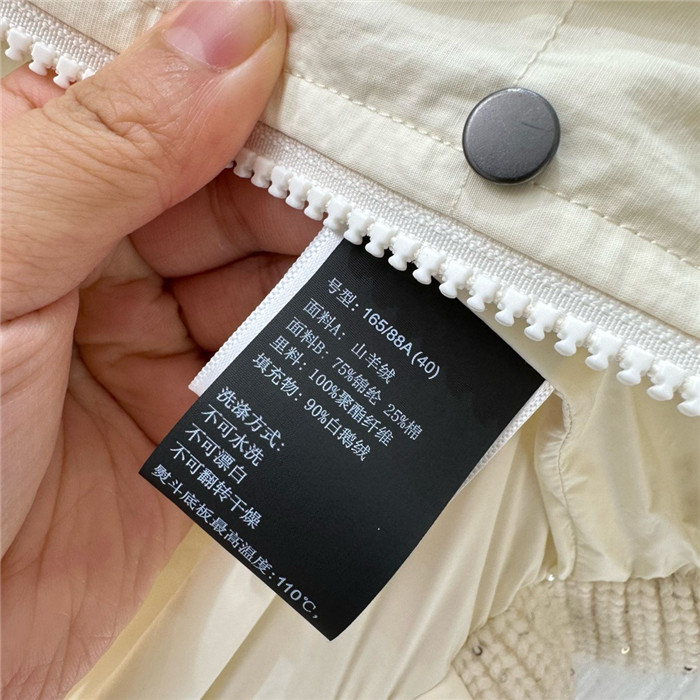 号型: 165/88A(40)
面料A: 山羊绒
面料B: 75%锦纶 25%棉
里料: 100%聚酯纤维
填充物: 90%白鹅绒
洗涤方式:
不可水洗
不可漂白
不可翻转干燥
熨斗底板最高温度:110℃,